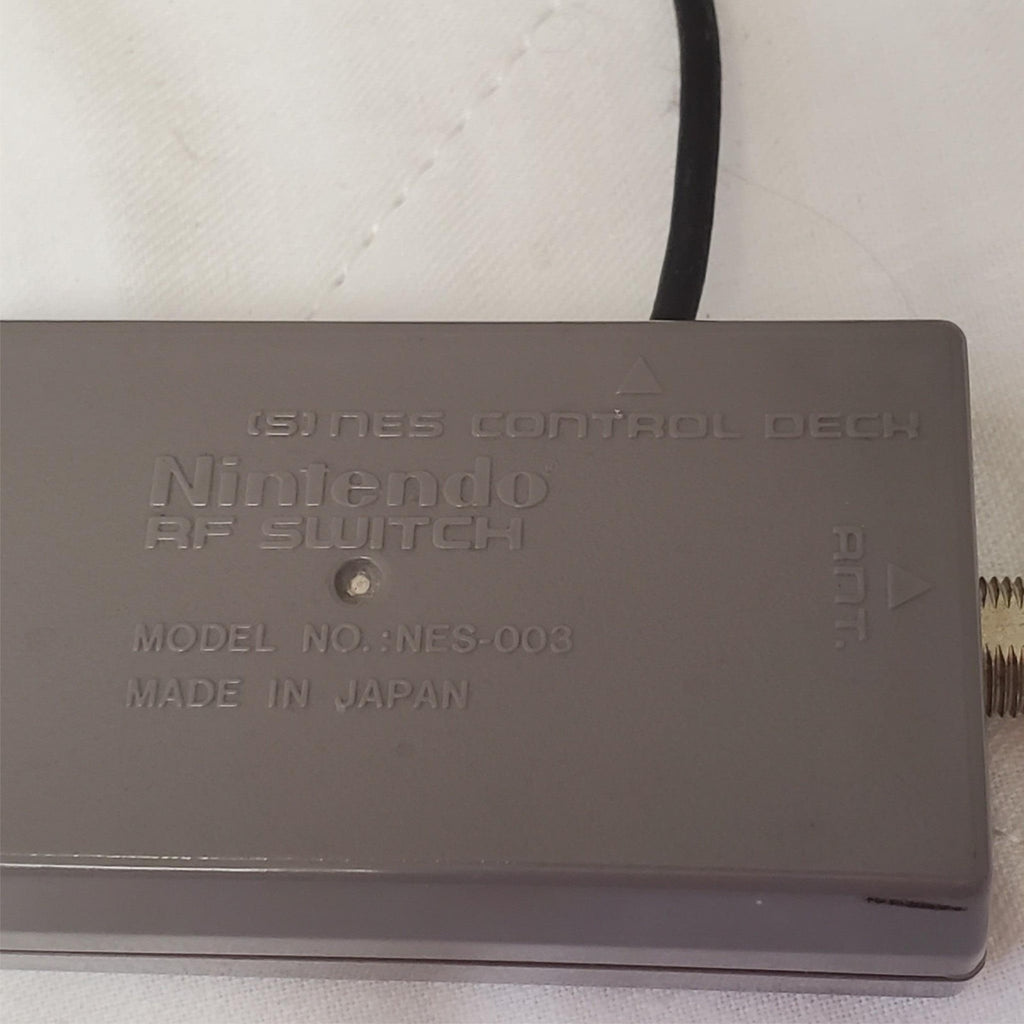 (S)NES CONTROL DECK
Nintendo
RF SWITCH
ANT.
MODEL NO.:NES-003
MADE IN JAPAN